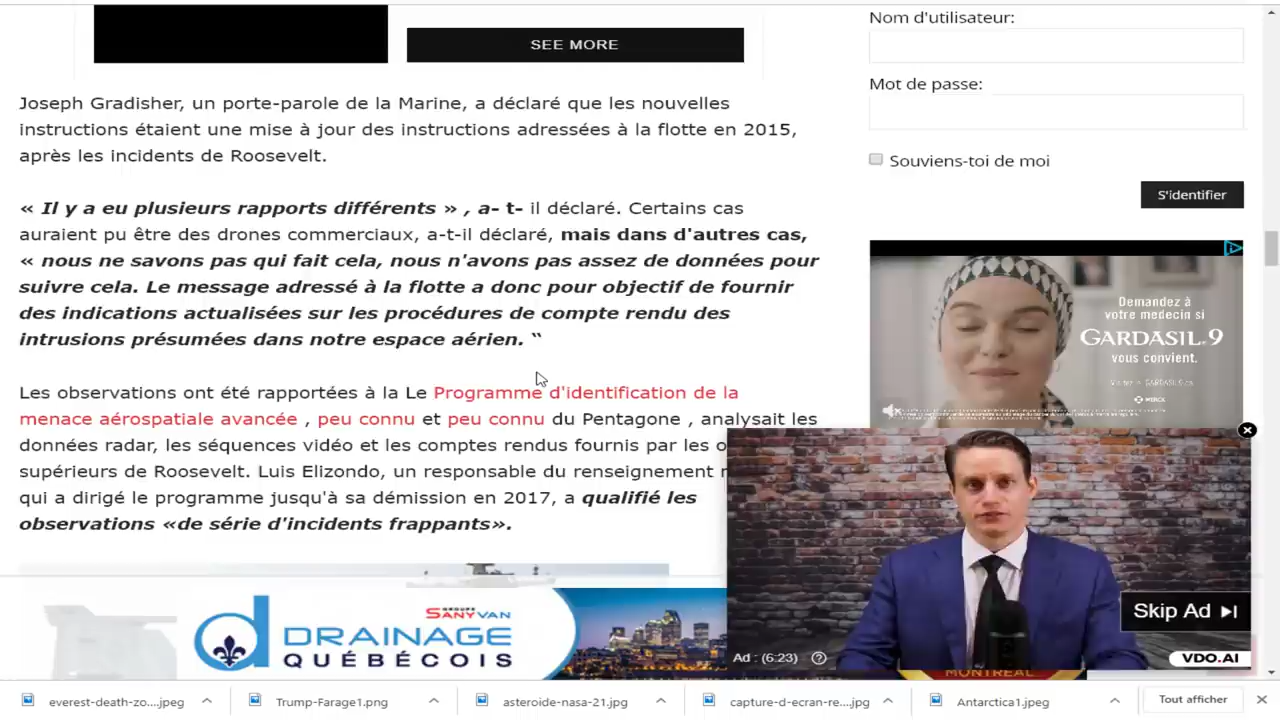 SEE MORE
Joseph Gradisher, un porte-parole de la Marine, a déclaré que les nouvelles
instructions étaient une mise à jour des instructions adressées à la flotte en 2015,
après les incidents de Roosevelt.
« Il y a eu plusieurs rapports différents » , a- t- il déclaré. Certains cas
auraient pu être des drones commerciaux, a-t-il déclaré, mais dans d'autres cas,
« nous ne savons pas qui fait cela, nous n'avons pas assez de données pour
suivre cela. Le message adressé à la flotte a donc pour objectif de fournir
des indications actualisées sur les procédures de compte rendu des
intrusions présumées dans notre espace aérien. “
Les observations ont été rapportées à la Le Programme d'identification de la
menace aérospatiale avancée , peu connu et peu connu du Pentagone , analysait les
données radar, les séquences vidéo et les comptes rendus fournis par les
supérieurs de Roosevelt. Luis Elizondo, un responsable du renseignement
qui a dirigé le programme jusqu'à sa démission en 2017, a qualifié les
observations «de série d'incidents frappants».
Nom d'utilisateur:
Mot de passe:
Souviens-toi de moi
S'identifier
Demandez à
votre medecin si
GARDASIL 9
vous convient.
MERCK
Skip Ad
Ad : (6:23)
VDO.AI
MONTREAL
d
GROUPE
SANYVAN
DRAINAGE
QUÉBÉCOIS
everest-death-zo....jpeg
Trump-Farage1.png
asteroide-nasa-21.jpg
capture-d-ecran-re....jpg
Antarctica1.jpeg
Tout afficher